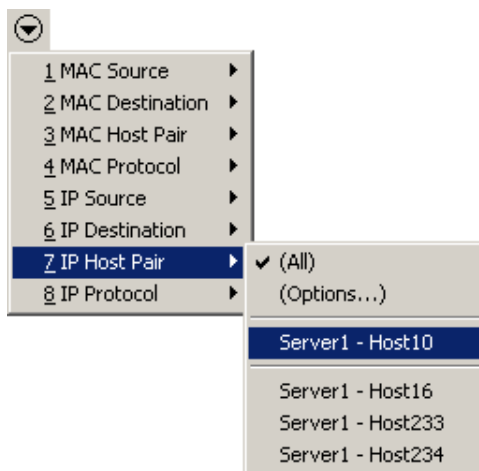 1 MAC Source
2 MAC Destination
3 MAC Host Pair
4 MAC Protocol
5 IP Source
6 IP Destination
7 IP Host Pair
8 IP Protocol
(All)
(Options...)
Server1 - Host10
Server1 - Host16
Server1 - Host233
Server1 - Host234